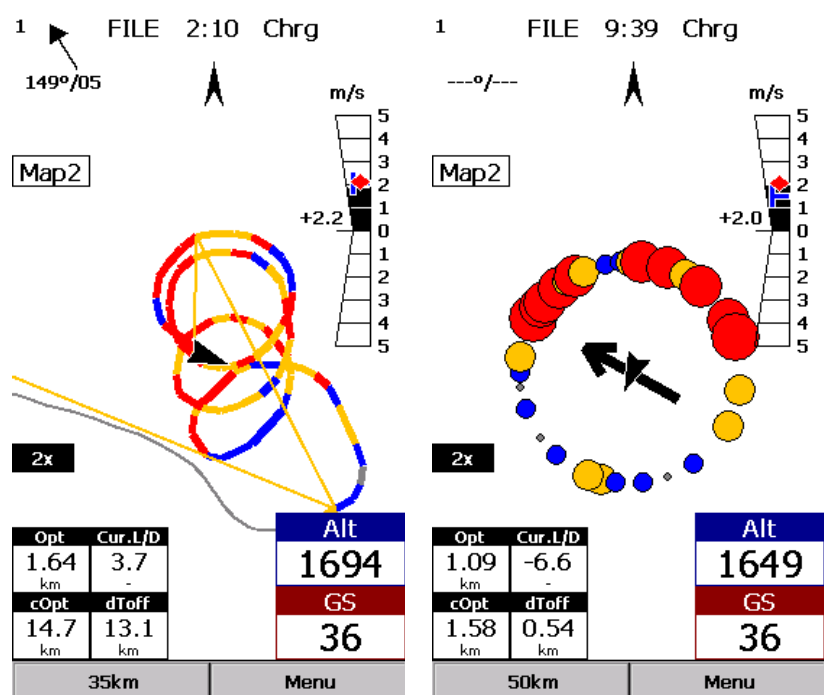 1 FILE 2:10 Chrg
149º/05
m/s
5
4
3
Map2
2
1
+2.2 0
1
2
3
4
5
2x
Opt Cur.L/D
1.64 3.7
km -
cOpt dToff
14.7 13.1
km km
Alt
1694
GS
36
35km Menu
1 FILE 9:39 Chrg
---º/---
m/s
5
4
3
Map2
2
1
+2.0 0
1
2
3
4
5
2x
Opt Cur.L/D
1.09 -6.6
km -
cOpt dToff
1.58 0.54
km km
Alt
1649
GS
36
50km Menu